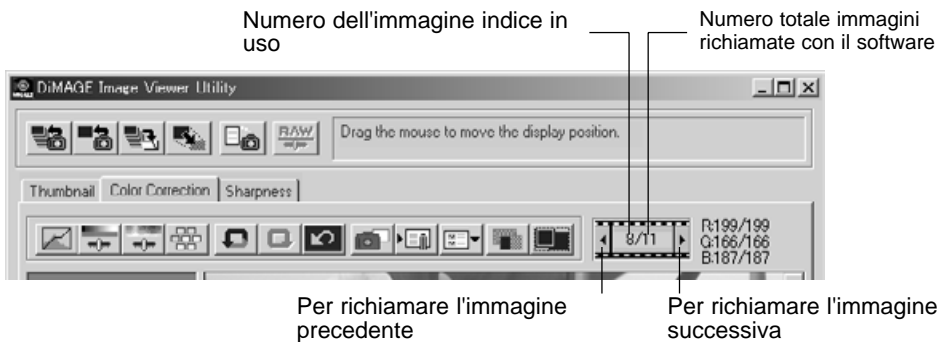 Numero dell'immagine indice in
uso
Numero totale immagini
richiamate con il software
DiMAGE Image Viewer Utility
RAW
Drag the mouse to move the display position.
Thumbnail Color Correction Sharpness
8/11
R:199/199
G:166/166
B:187/187
Per richiamare l'immagine
precedente
Per richiamare l'immagine
successiva